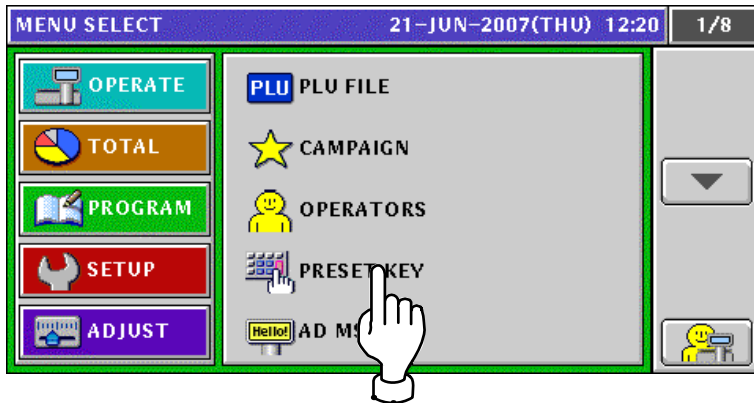 MENU SELECT 21-JUN-2007(THU) 12:20 1/8
OPERATE
TOTAL
PROGRAM
SETUP
ADJUST
PLU PLU FILE
CAMPAIGN
OPERATORS
PRESET KEY
Hello! AD